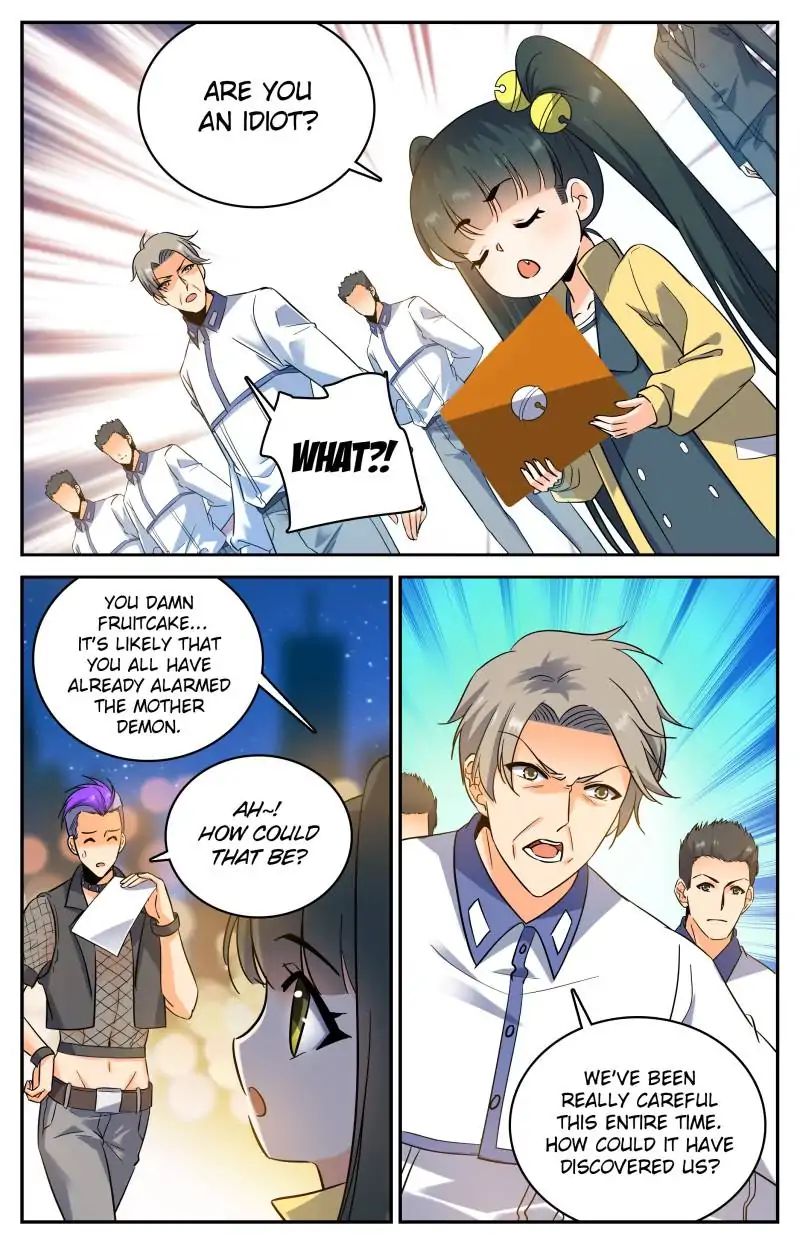 ARE YOU
AN IDIOT?
WHAT?!
YOU DAMN
FRUITCAKE...
IT'S LIKELY THAT
YOU ALL HAVE
ALREADY ALARMED
THE MOTHER
DEMON.
AH~!
HOW COULD
THAT BE?
WE'VE BEEN
REALLY CAREFUL
THIS ENTIRE TIME.
HOW COULD IT HAVE
DISCOVERED US?